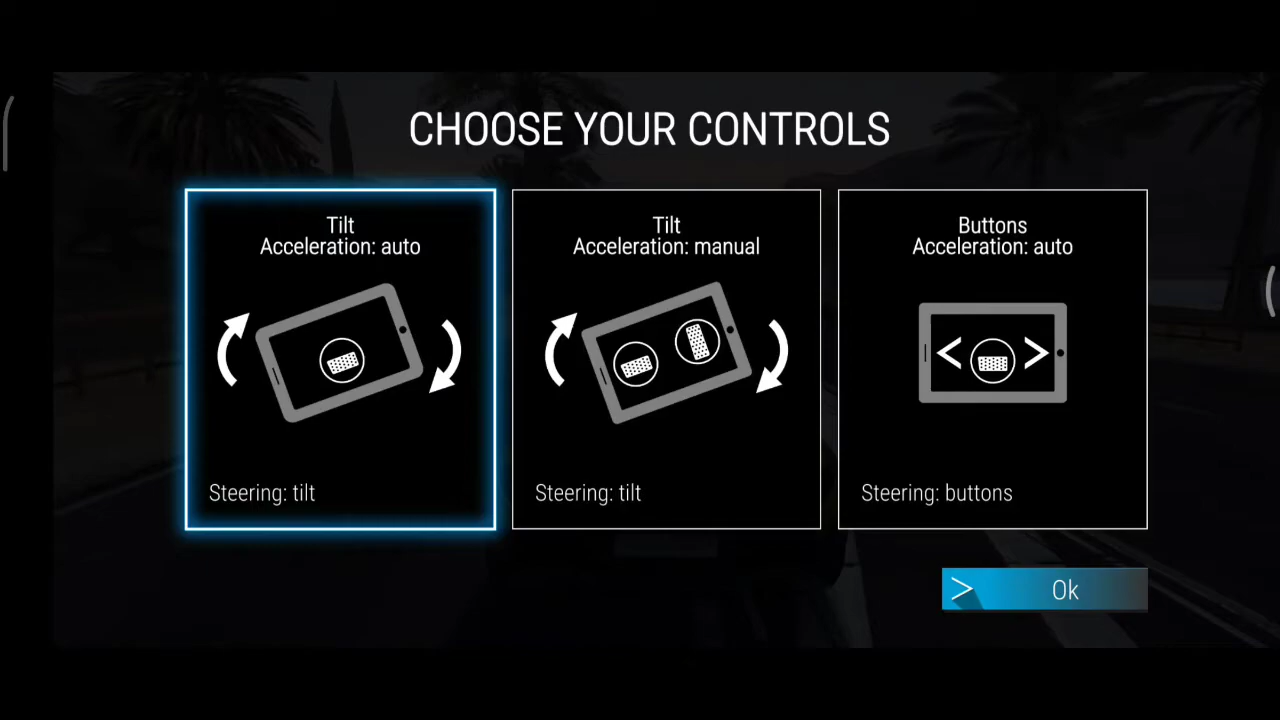 CHOOSE YOUR CONTROLS
Tilt
Acceleration: auto
Steering: tilt
Tilt
Acceleration: manual
Steering: tilt
Buttons
Acceleration: auto
Steering: buttons
Ok